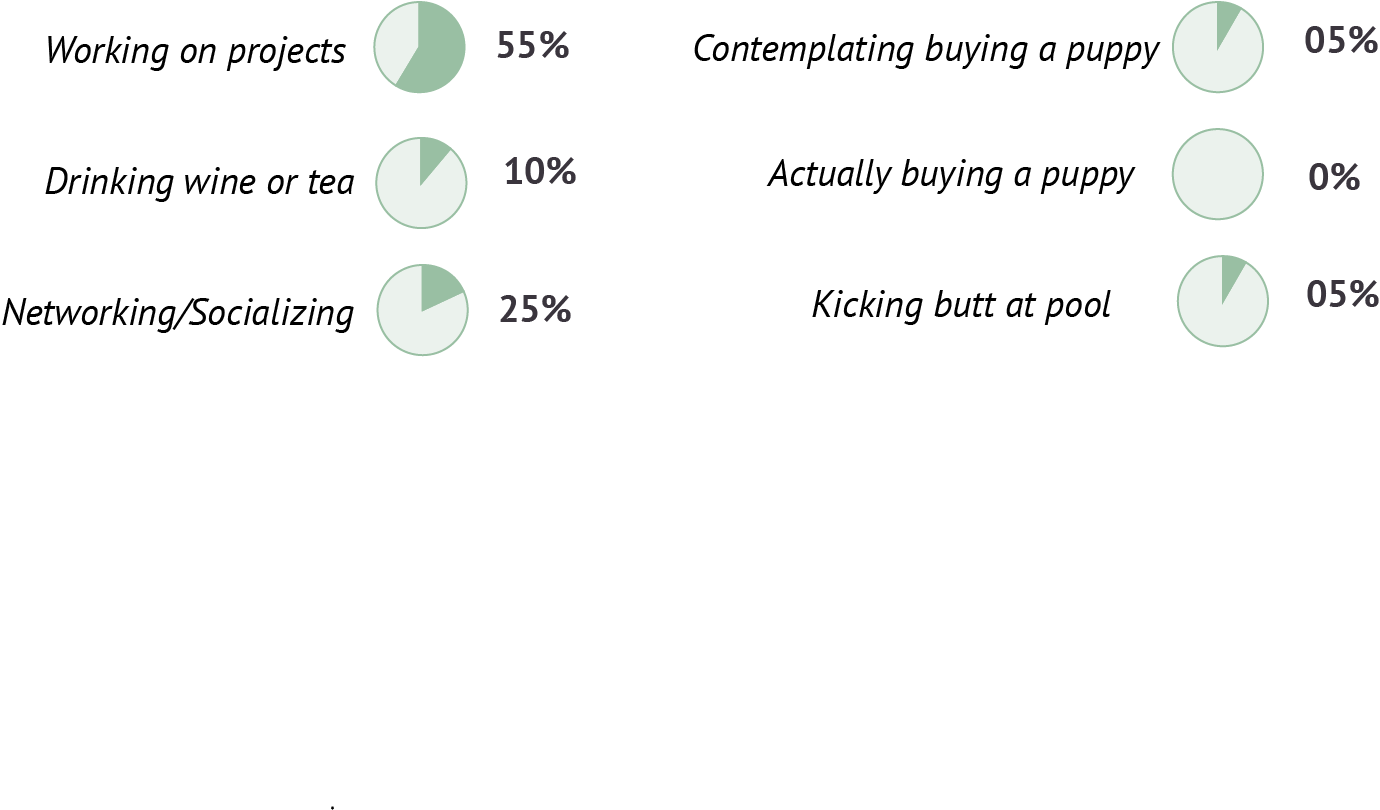 Working on projects 55%
Drinking wine or tea 10%
Networking/Socializing 25%
Contemplating buying a puppy 05%
Actually buying a puppy 0%
Kicking butt at pool 05%
.